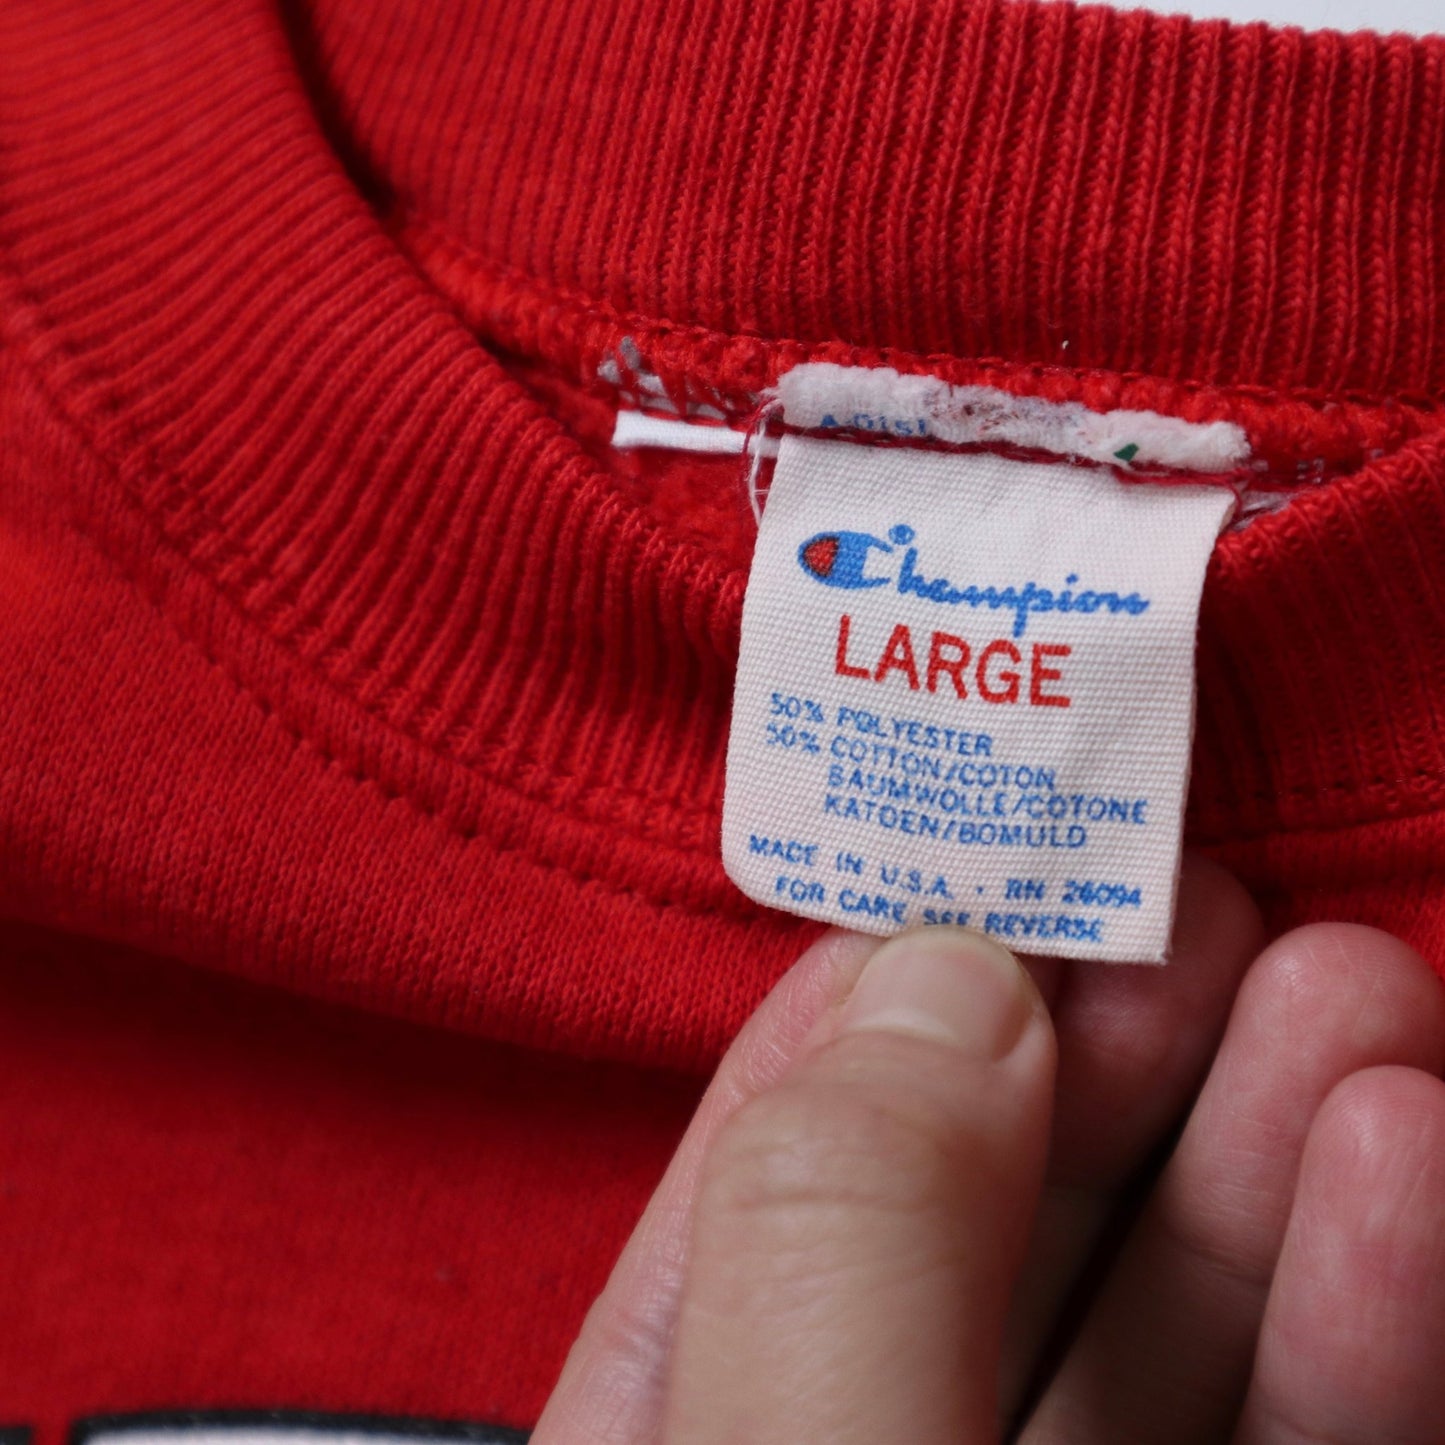 Champion
LARGE
50% POLYESTER
50% COTTON/COTON
BAUMWOLLE/COTONE
KATOEN/BOMULD
MADE IN U.S.A. · RN 26094
FOR CARE SEE REVERSE